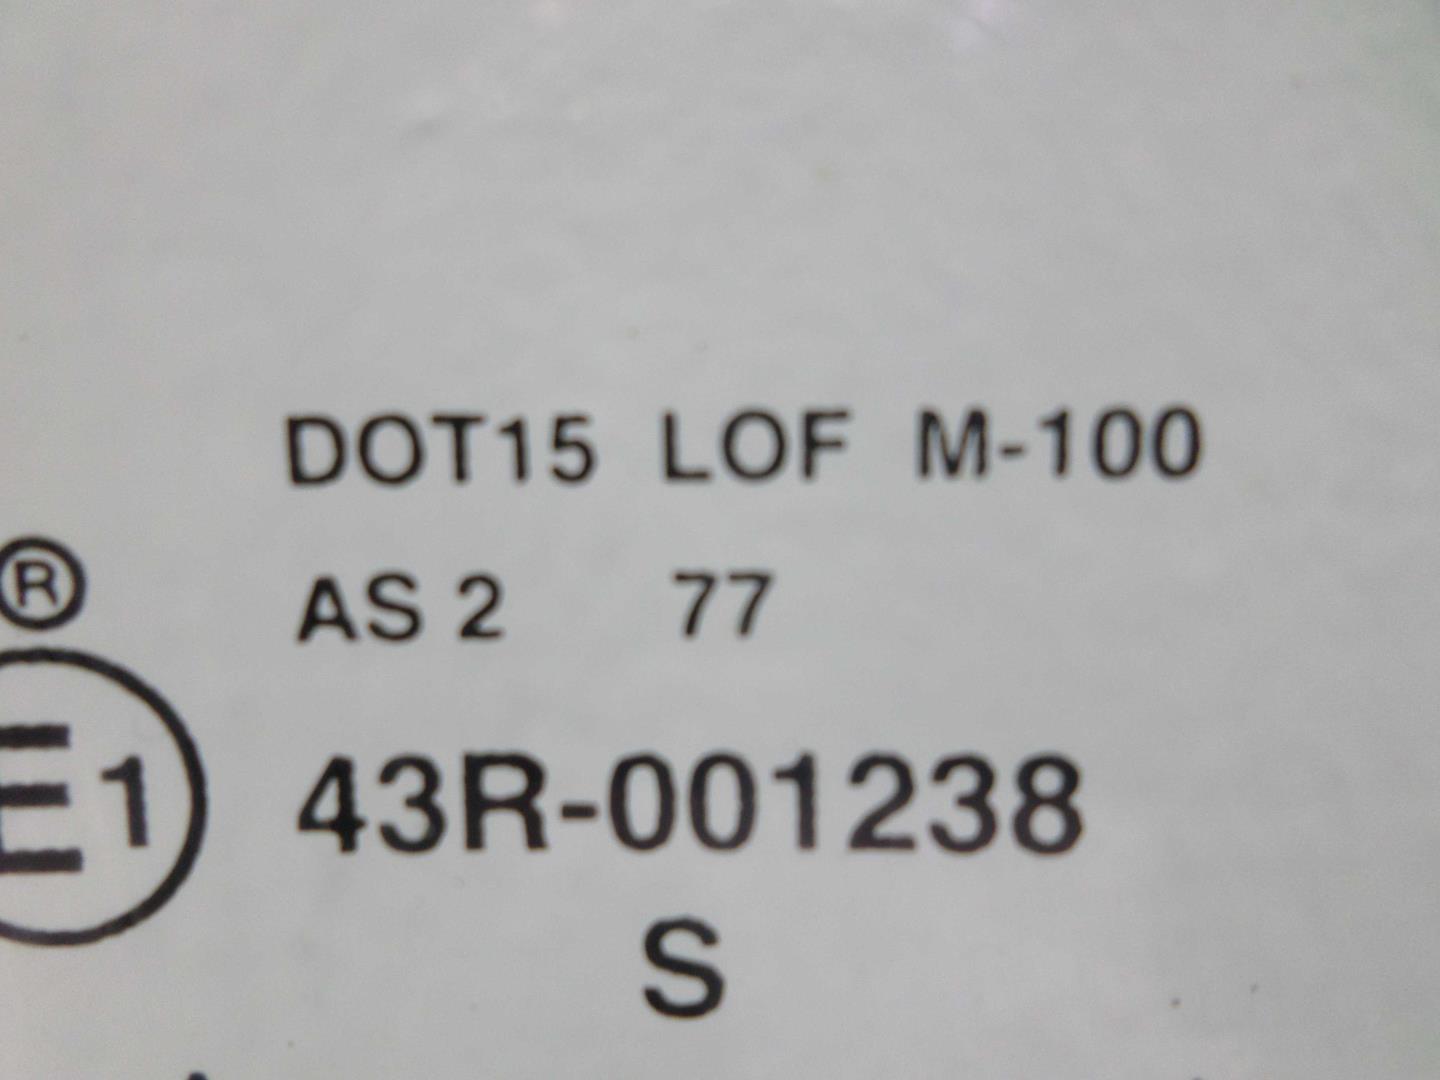 DOT15 LOF M-100
®
AS 2 77
E1 43R-001238
S